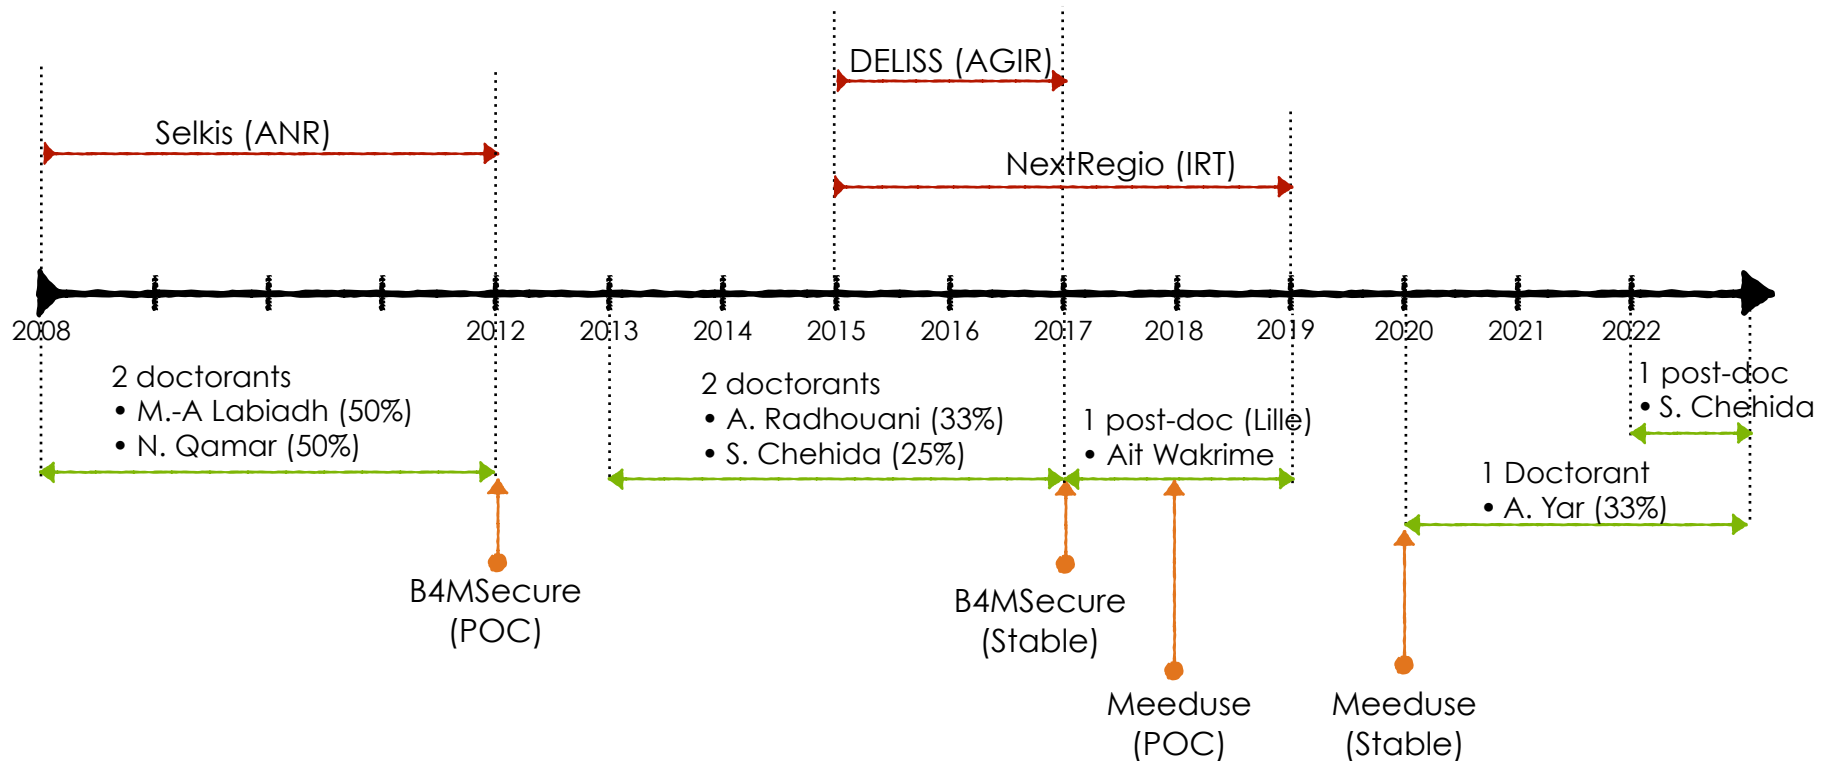 DELISS (AGIR)
Selkis (ANR)
NextRegio (IRT)
2008
2012
2013
2014
2015
2016
2017
2018
2019
2020
2021
2022
2 doctorants
• M.-A Labiadh (50%)
• N. Qamar (50%)
2 doctorants
• A. Radhouani (33%)
• S. Chehida (25%)
1 post-doc (Lille)
• Ait Wakrime
1 post-doc
• S. Chehida
1 Doctorant
• A. Yar (33%)
B4MSecure
(POC)
B4MSecure
(Stable)
Meeduse
(POC)
Meeduse
(Stable)